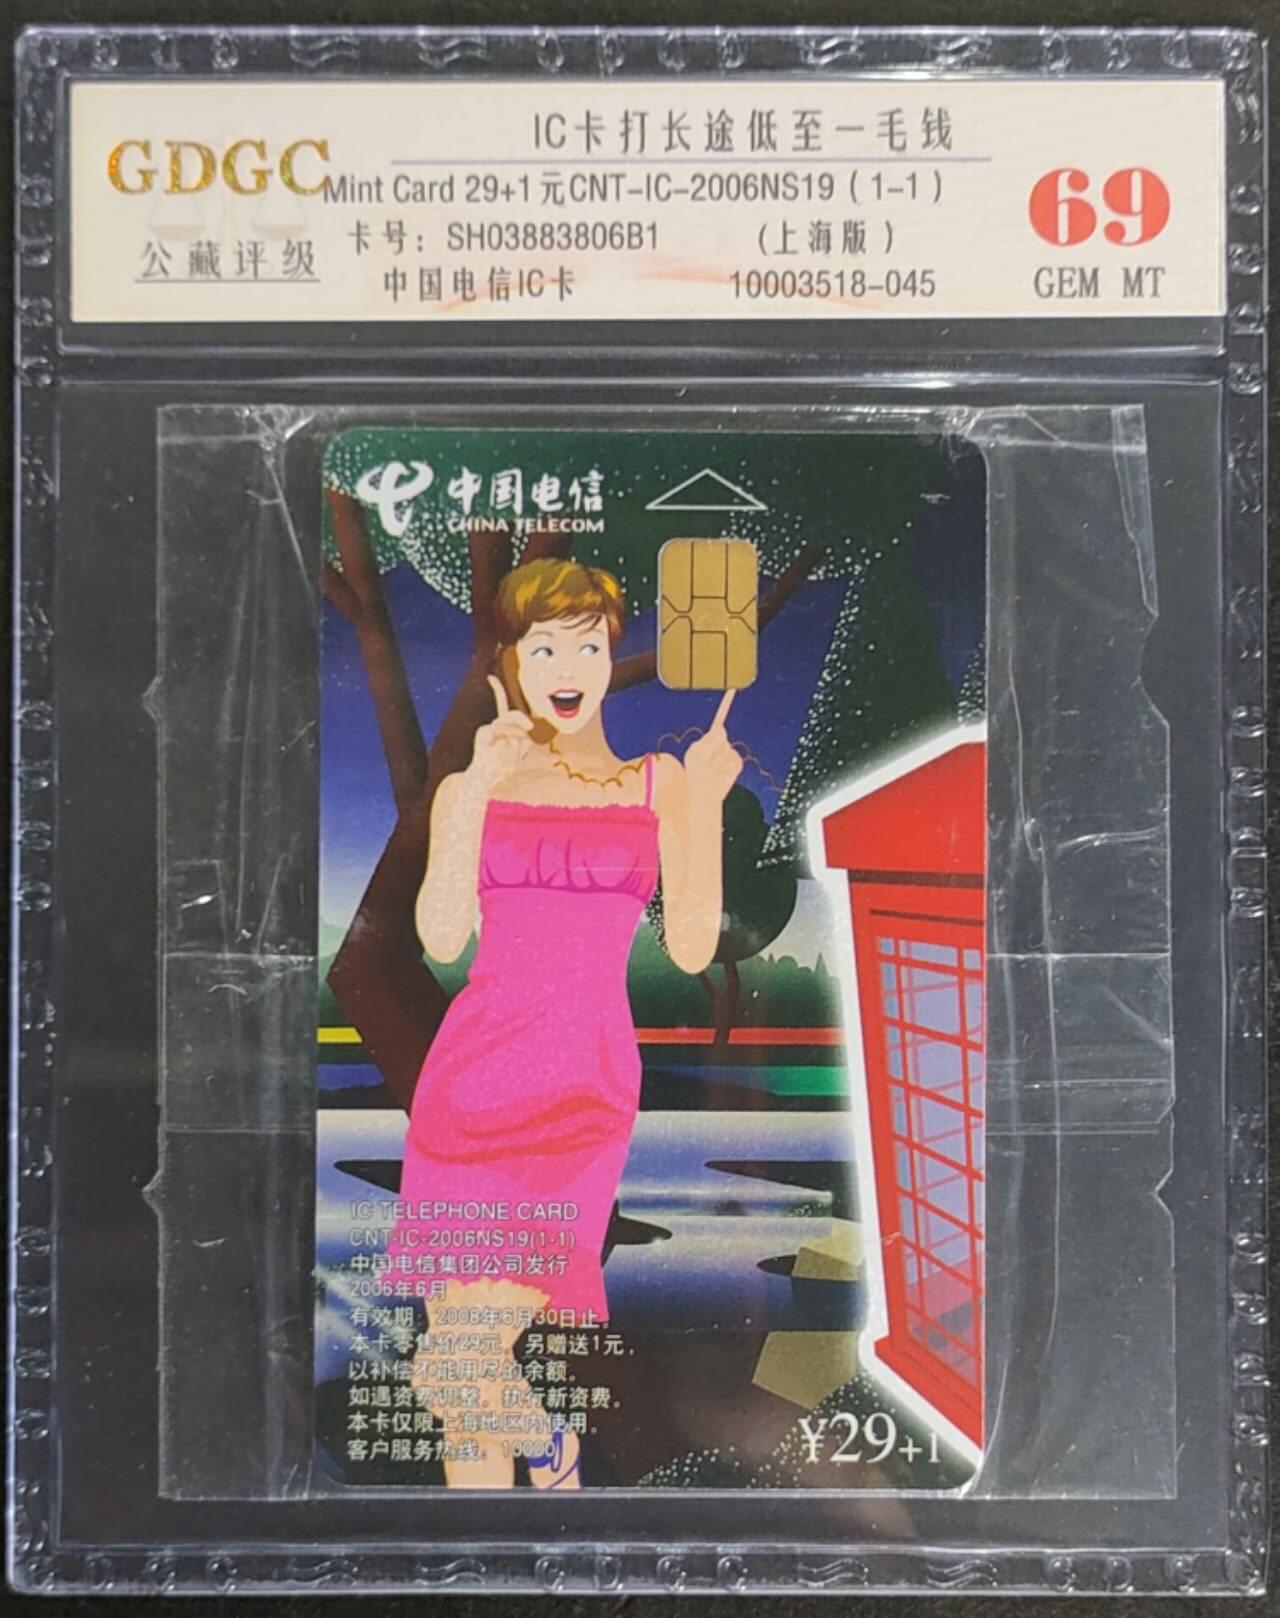 GDGC
公藏评级
IC卡打长途低至一毛钱
Mint Card 29+1元CNT-IC-2006NS19(1-1)
卡号：SH03883806B1 (上海版)
中国电信IC卡 10003518-045
69
GEM MT
中国电信
CHINA TELECOM
IC TELEPHONE CARD
CNT-IC-2006NS19(1-1)
中国电信集团公司发行
2006年6月
有效期：2008年6月30日止。
本卡零售价29元，另赠送1元，
以补偿不能用尽的余额。
如遇资费调整，执行新资费。
本卡仅限上海地区内使用。
客户服务热线：10000
¥29+1